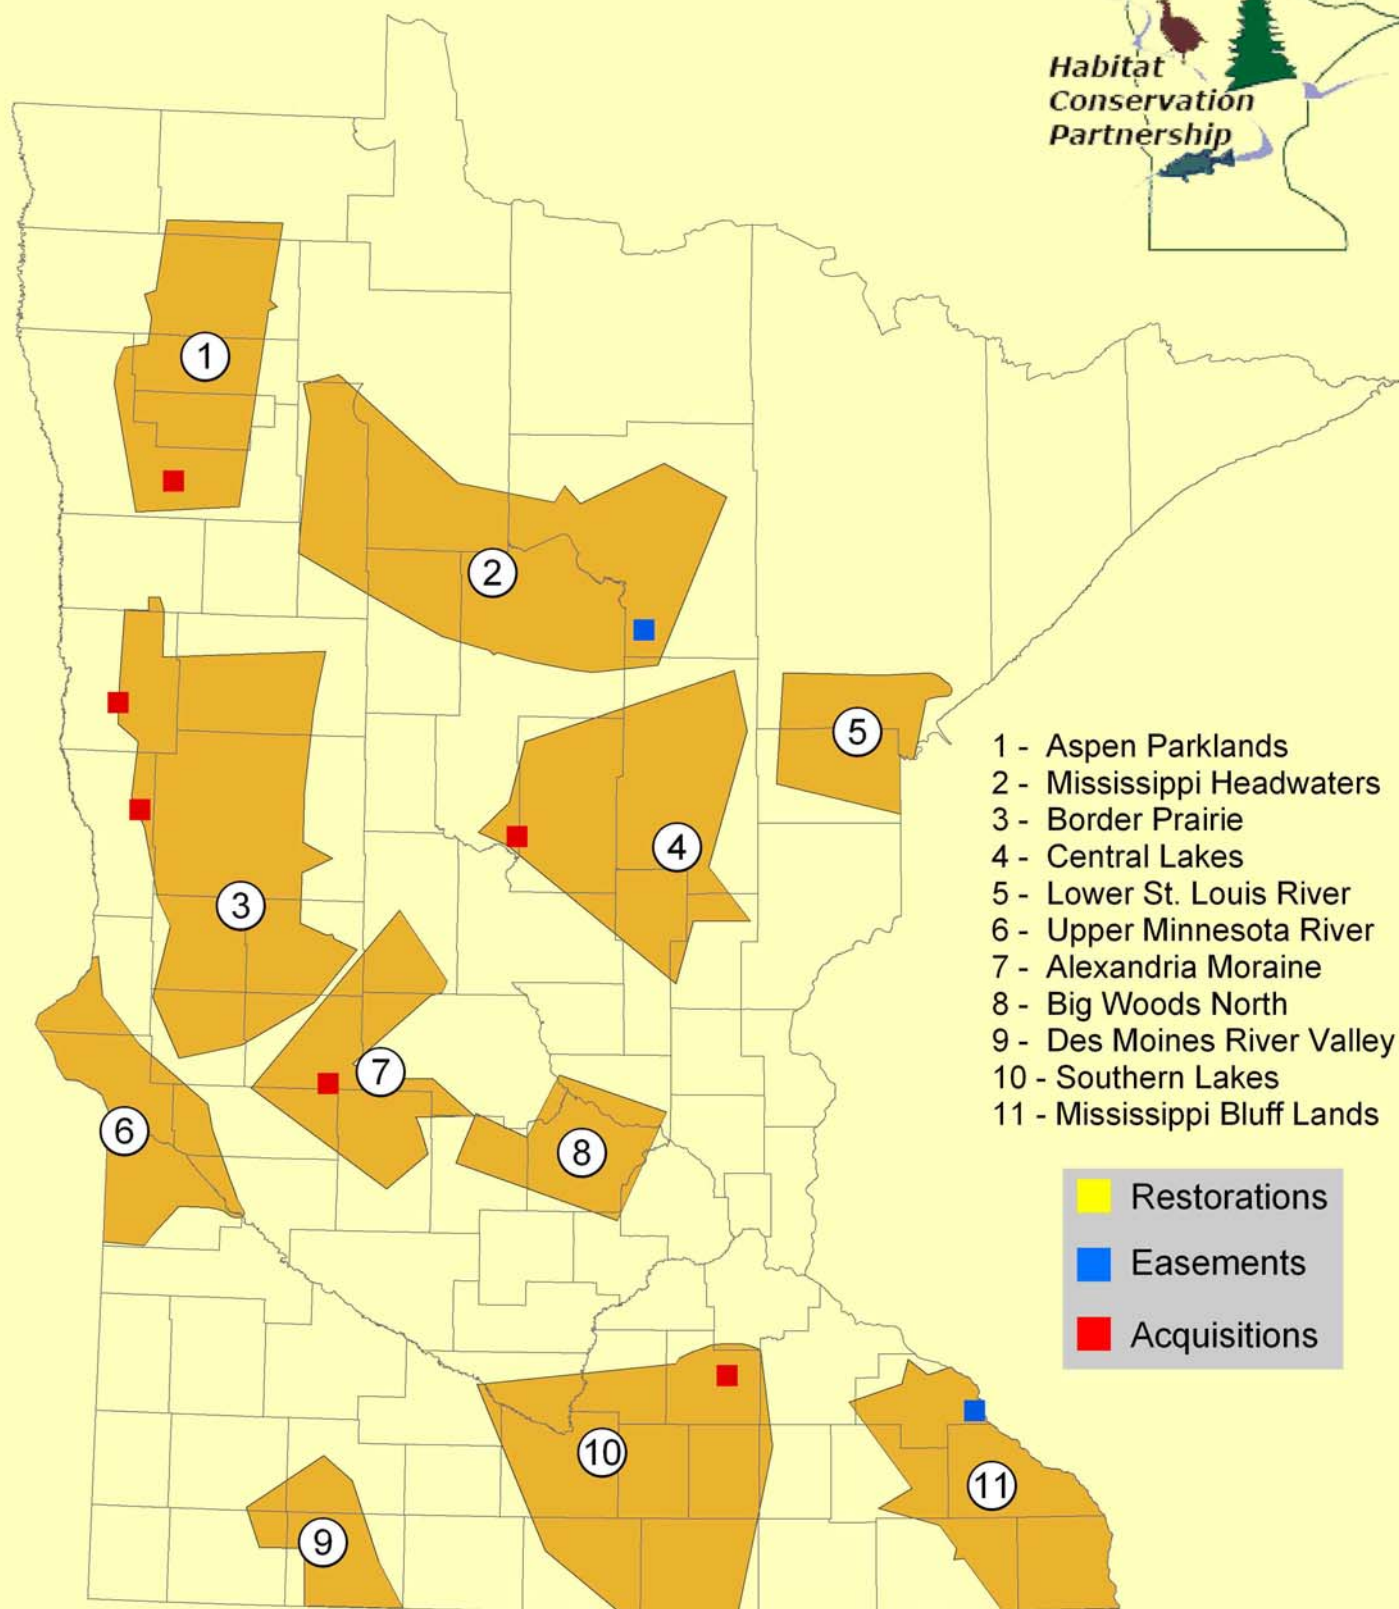 Habitat
Conservation
Partnership
1
2
3
4
5
6
7
8
9
10
11
1 - Aspen Parklands
2 - Mississippi Headwaters
3 - Border Prairie
4 - Central Lakes
5 - Lower St. Louis River
6 - Upper Minnesota River
7 - Alexandria Moraine
8 - Big Woods North
9 - Des Moines River Valley
10 - Southern Lakes
11 - Mississippi Bluff Lands
Restorations
Easements
Acquisitions